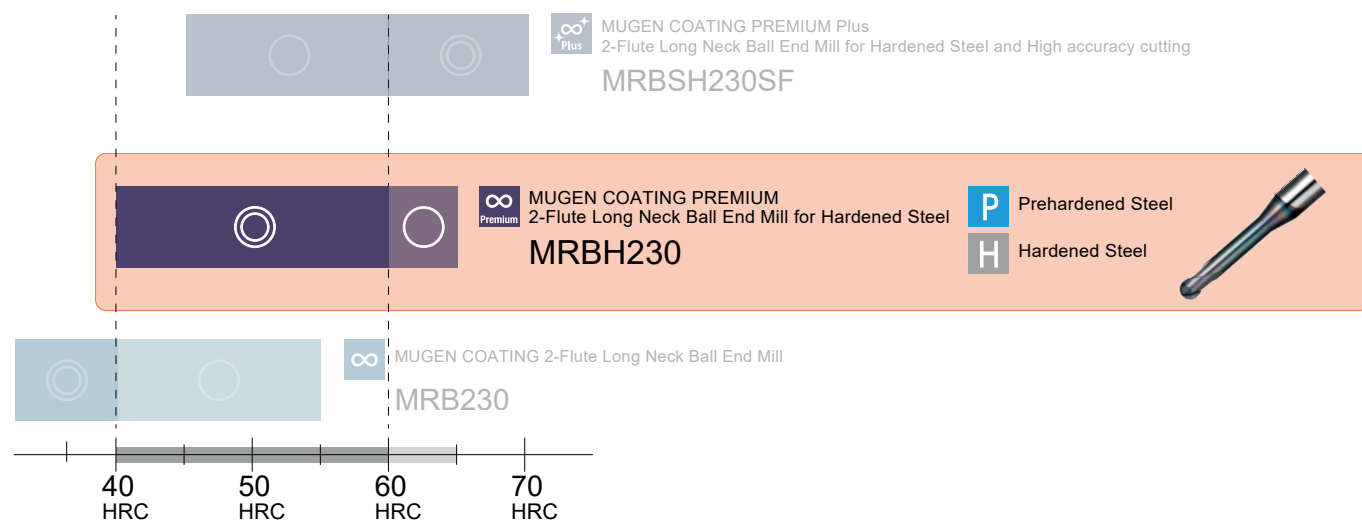 Plus
MUGEN COATING PREMIUM Plus
2-Flute Long Neck Ball End Mill for Hardened Steel and High accuracy cutting
MRBSH230SF
Premium
MUGEN COATING PREMIUM
2-Flute Long Neck Ball End Mill for Hardened Steel
MRBH230
P
Prehardened Steel
H
Hardened Steel
MUGEN COATING 2-Flute Long Neck Ball End Mill
MRB230
40 50 60 70
HRC HRC HRC HRC